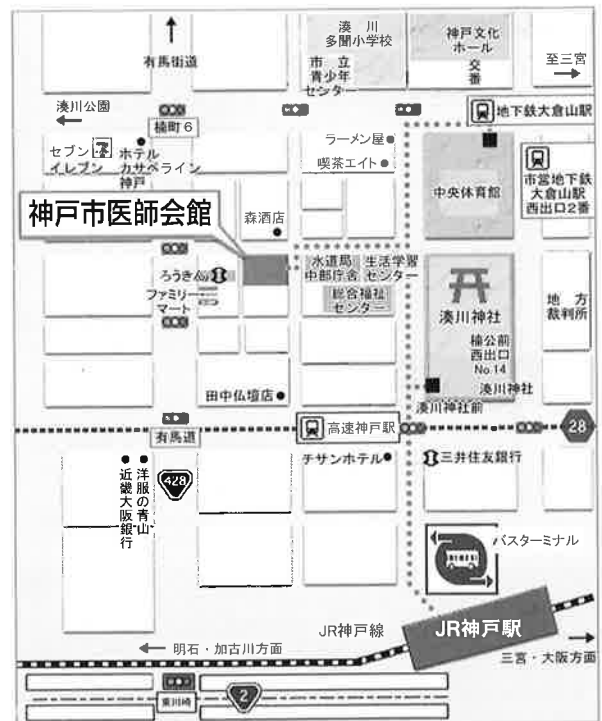 湊川
多聞小学校
神戸文化
ホール
市立
青少年
センター
交番
至三宮
有馬街道
湊川公園
楠町6
地下鉄大倉山駅
ラーメン屋
喫茶エイト
セブン
イレブン
ホテル
カサベライン
神戸
市営地下鉄
大倉山駅
西出口2番
中央体育館
神戸市医師会館
森酒店
水道局
中部庁舎
生活学習
センター
総合福祉
センター
ろうきん
ファミリー
マート
湊川神社
楠公前
西出口
No.14
湊川神社
地方
裁判所
田中仏壇店
湊川神社前
有馬道
高速神戸駅
28
チサンホテル
三井住友銀行
近畿大阪銀行
洋服の青山
428
バスターミナル
JR神戸線
JR神戸駅
明石・加古川方面
三宮・大阪方面
東川崎
2